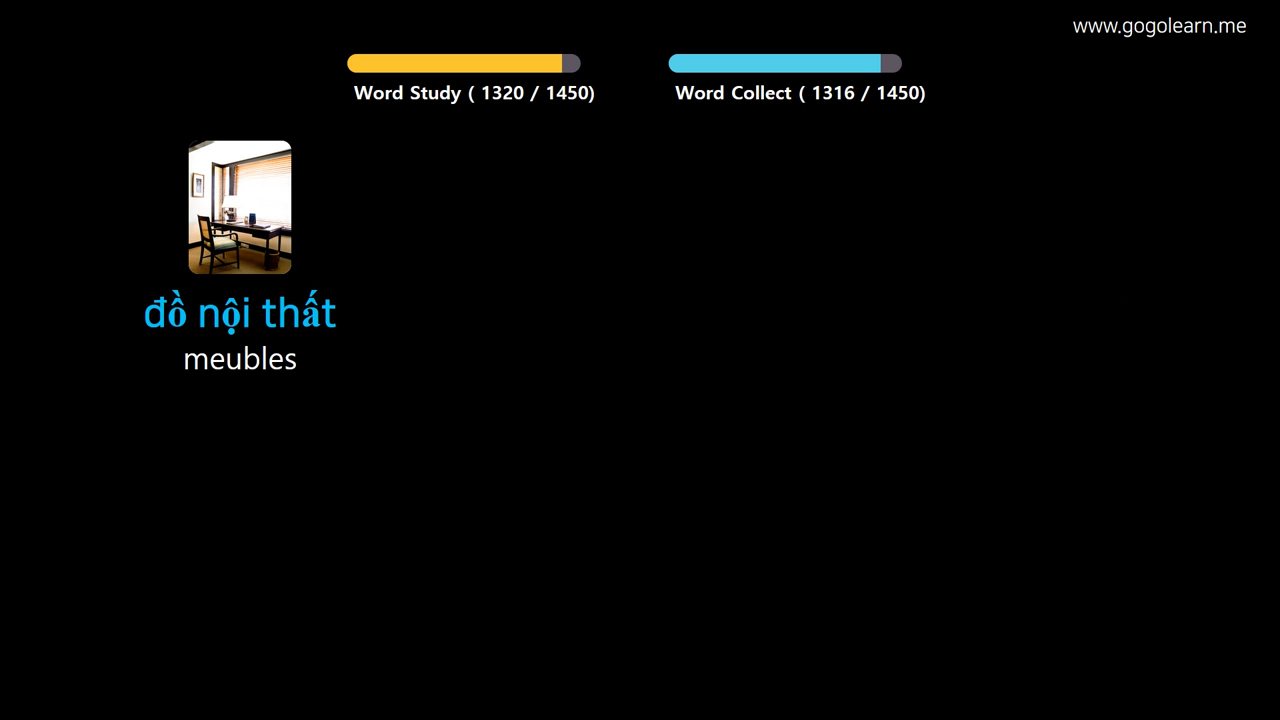 www.gogolearn.me
Word Study ( 1320 / 1450)
Word Collect ( 1316 / 1450)
đồ nội thất
meubles